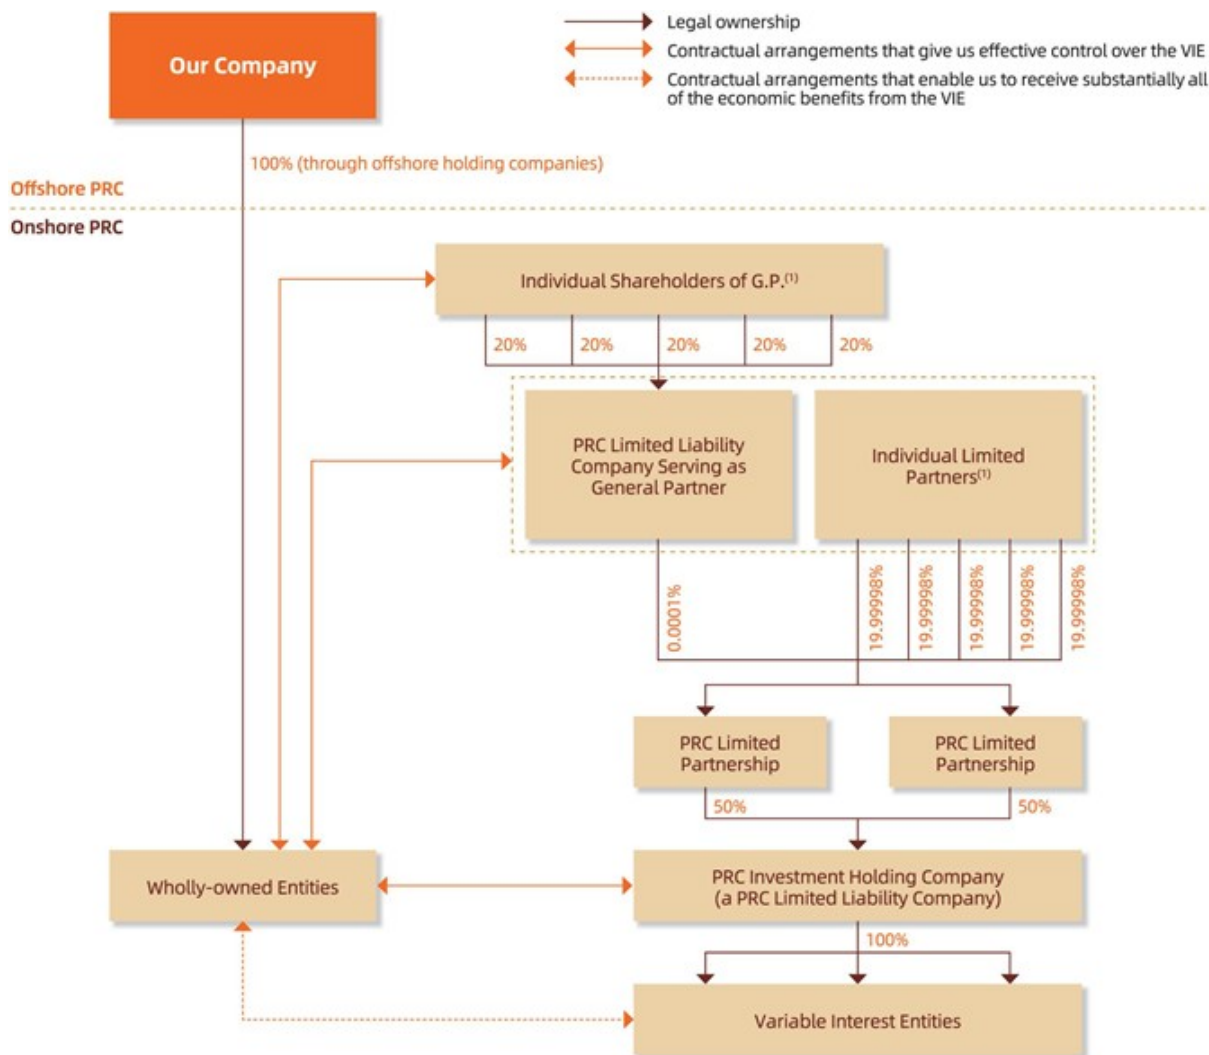 Our Company
Legal ownership
Contractual arrangements that give us effective control over the VIE
Contractual arrangements that enable us to receive substantially all
of the economic benefits from the VIE
100% (through offshore holding companies)
Offshore PRC
Onshore PRC
Individual Shareholders of G.P.(1)
20%
20%
20%
20%
20%
PRC Limited Liability
Company Serving as
General Partner
Individual Limited
Partners(1)
0.0001%
19.99998%
19.99998%
19.99998%
19.99998%
19.99998%
PRC Limited
Partnership
PRC Limited
Partnership
50%
50%
Wholly-owned Entities
PRC Investment Holding Company
(a PRC Limited Liability Company)
100%
Variable Interest Entities